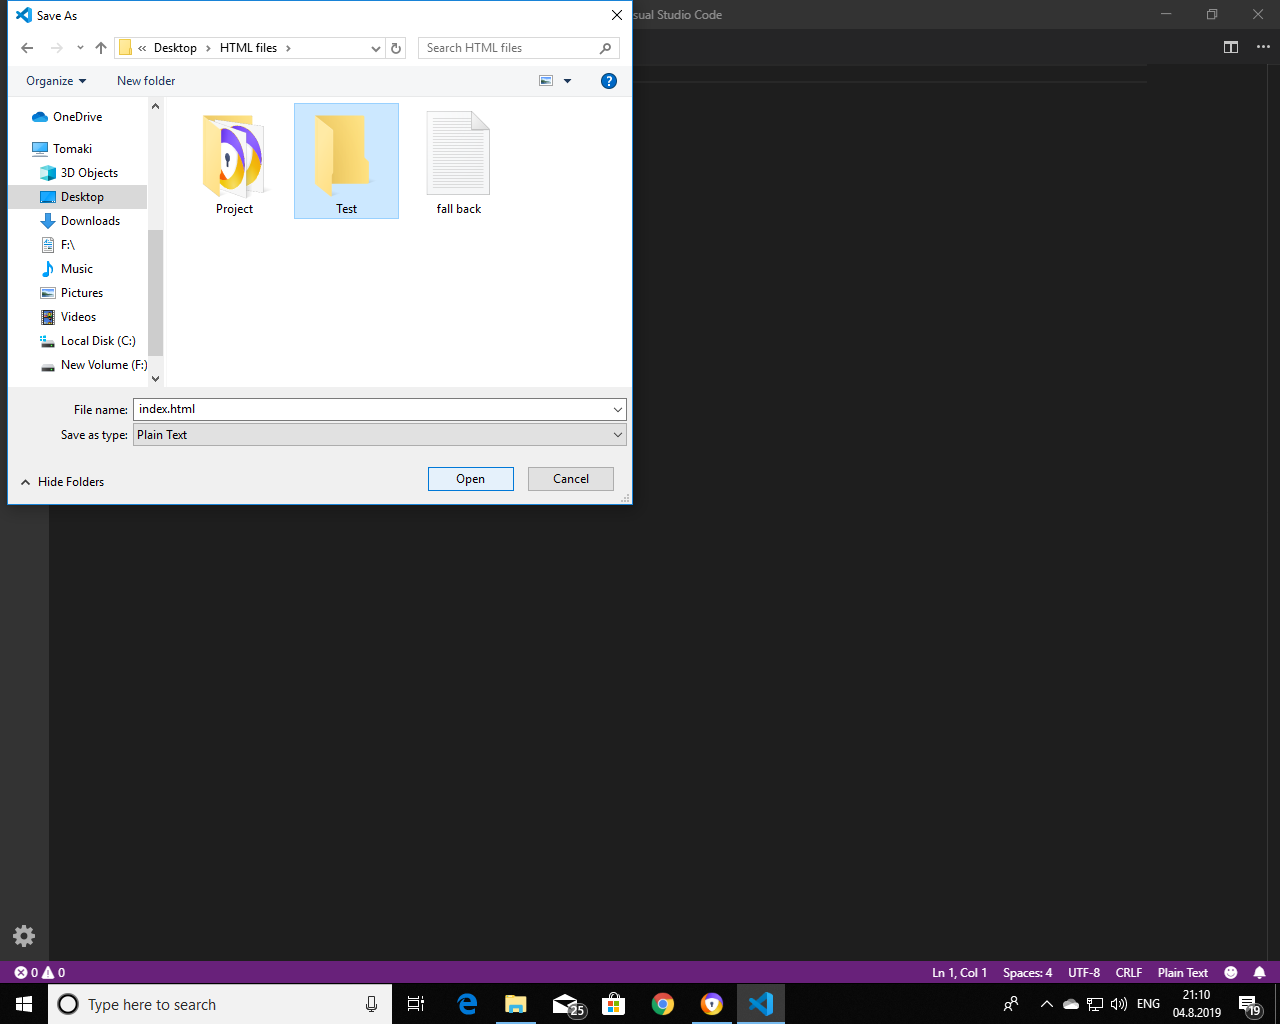 Save As
sual Studio Code
« Desktop › HTML files ›
Search HTML files
Organize
New folder
?
OneDrive
Tomaki
3D Objects
Desktop
Downloads
F:\
Music
Pictures
Videos
Local Disk (C:)
New Volume (F:)
Project
Test
fall back
File name: index.html
Save as type: Plain Text
Hide Folders
Open
Cancel
0 0
Ln 1, Col 1
Spaces: 4
UTF-8
CRLF
Plain Text
Type here to search
25
ENG
21:10
04.8.2019
19